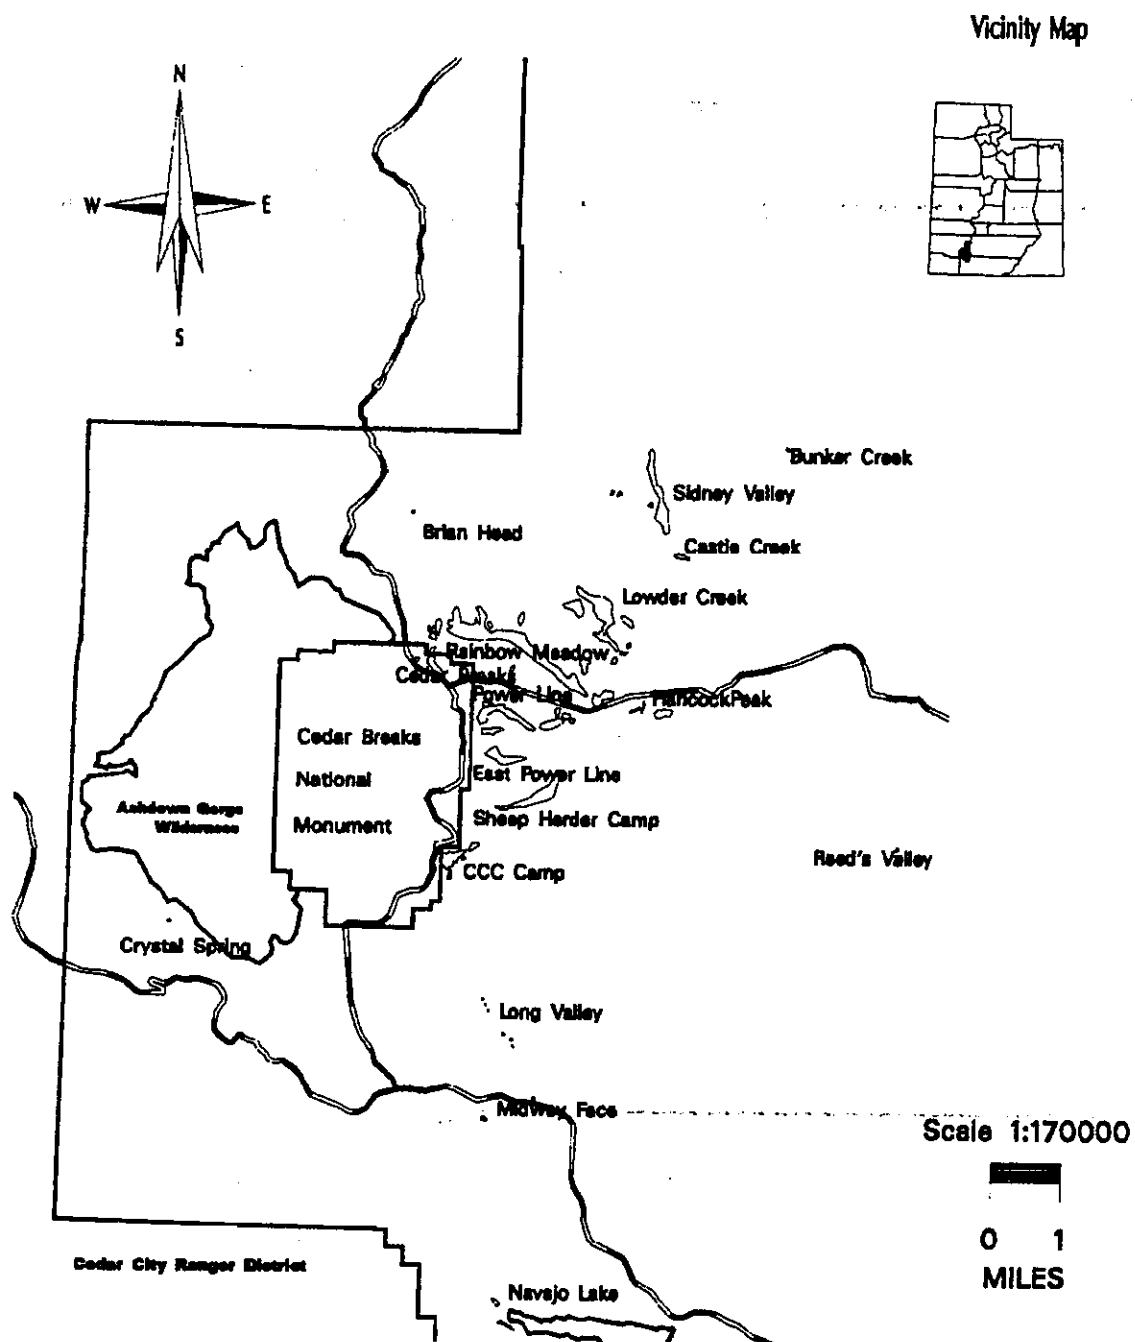 Vicinity Map
N
W
E
S
Bunker Creek
Sidney Valley
Brian Head
Castle Creek
Lowder Creek
Rainbow Meadow
Cedar Breaks
Power Line
HancockPeak
Cedar Breaks
National
Monument
East Power Line
Ashdown Gorge
Wilderness
Sheep Herder Camp
Reed's Valley
CCC Camp
Crystal Spring
Long Valley
Midway Face
Scale 1:170000
0 1
MILES
Cedar City Ranger District
Navajo Lake